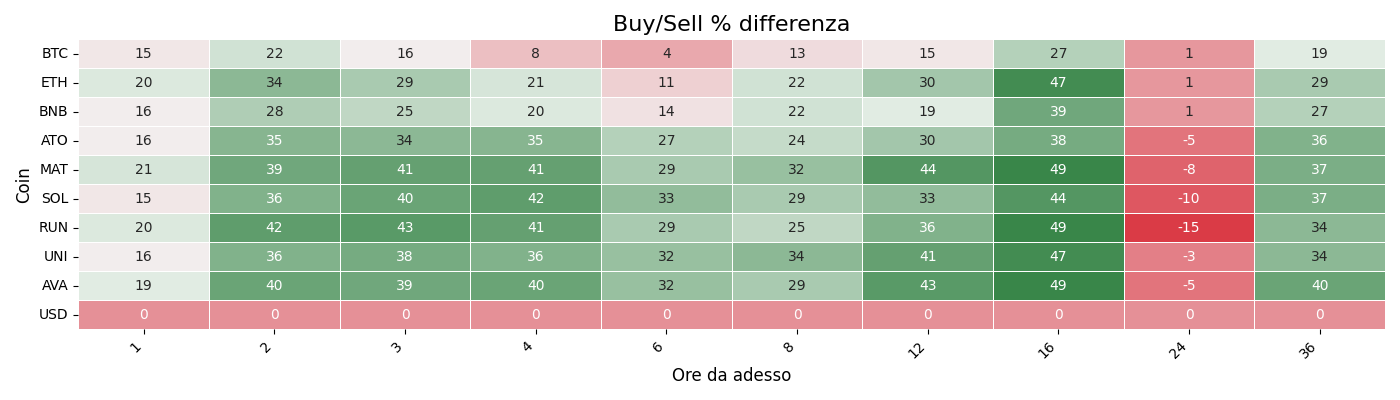 Buy/Sell % differenza
Coin
BTC 15 22 16 8 4 13 15 27 1 19
ETH 20 34 29 21 11 22 30 47 1 29
BNB 16 28 25 20 14 22 19 39 1 27
ATO 16 35 34 35 27 24 30 38 -5 36
MAT 21 39 41 41 29 32 44 49 -8 37
SOL 15 36 40 42 33 29 33 44 -10 37
RUN 20 42 43 41 29 25 36 49 -15 34
UNI 16 36 38 36 32 34 41 47 -3 34
AVA 19 40 39 40 32 29 43 49 -5 40
USD 0 0 0 0 0 0 0 0 0 0
1 2 3 4 6 8 12 16 24 36
Ore da adesso